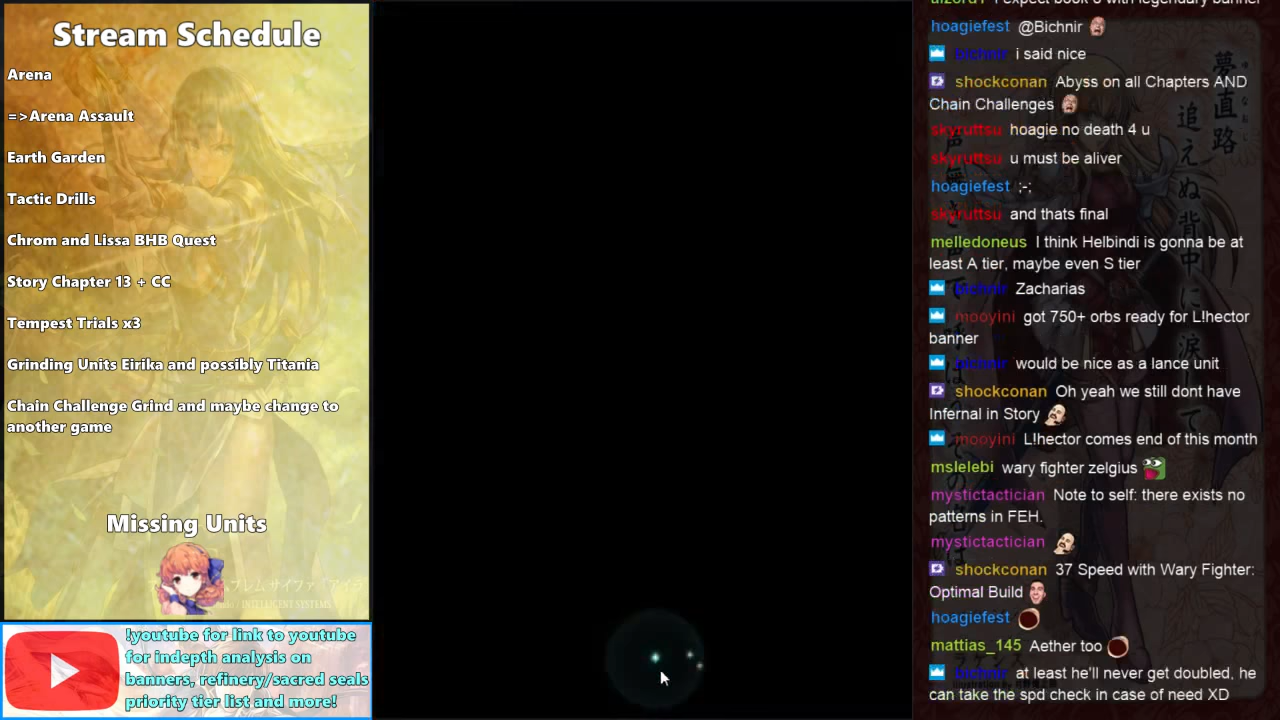 Stream Schedule
Arena
=>Arena Assault
Earth Garden
Tactic Drills
Chrom and Lissa BHB Quest
Story Chapter 13 + CC
Tempest Trials x3
Grinding Units Eirika and possibly Titania
Chain Challenge Grind and maybe change to
another game
Missing Units
INTELLIGENT SYSTEMS
!youtube for link to youtube
for indepth analysis on
banners, refinery/sacred seals
priority tier list and more!
hoagiefest @Bichnir
bichnir i said nice
shockconan Abyss on all Chapters AND
Chain Challenges
skyruttsu hoagie no death 4 u
skyruttsu u must be aliver
hoagiefest ;-;
skyruttsu and thats final
melledoneus I think Helbindi is gonna be at
least A tier, maybe even S tier
bichnir Zacharias
mooyini got 750+ orbs ready for L!hector
banner
bichnir would be nice as a lance unit
shockconan Oh yeah we still dont have
Infernal in Story
mooyini L!hector comes end of this month
mslelebi wary fighter zelgius
mystictactician Note to self: there exists no
patterns in FEH.
mystictactician
shockconan 37 Speed with Wary Fighter:
Optimal Build
hoagiefest
mattias_145 Aether too
bichnir at least he'll never get doubled, he
can take the spd check in case of need XD